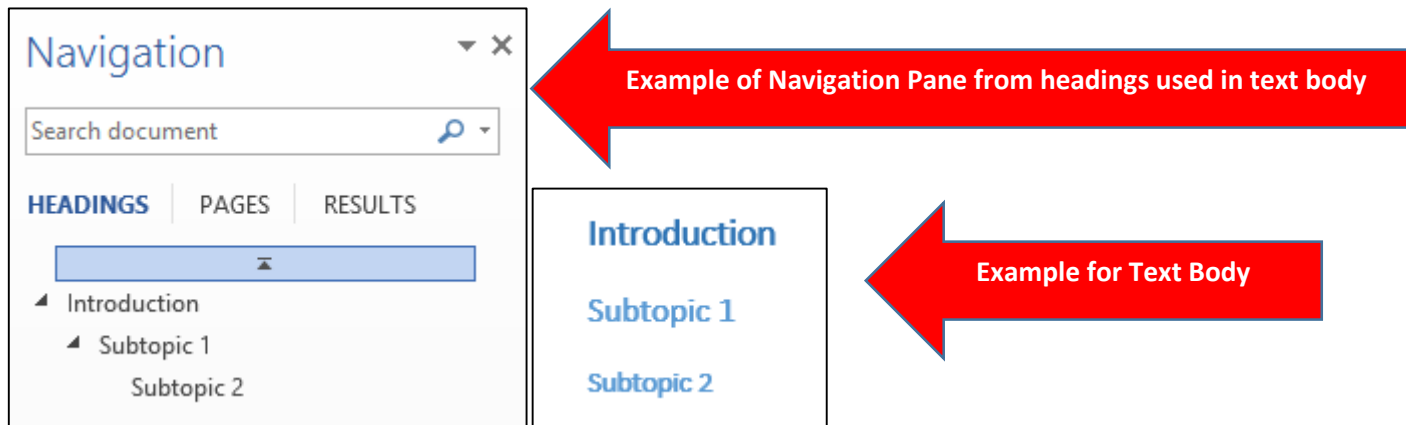 Navigation
Example of Navigation Pane from headings used in text body
Search document
HEADINGS PAGES RESULTS
Introduction
Subtopic 1
Subtopic 2
Introduction
Subtopic 1
Subtopic 2
Example for Text Body